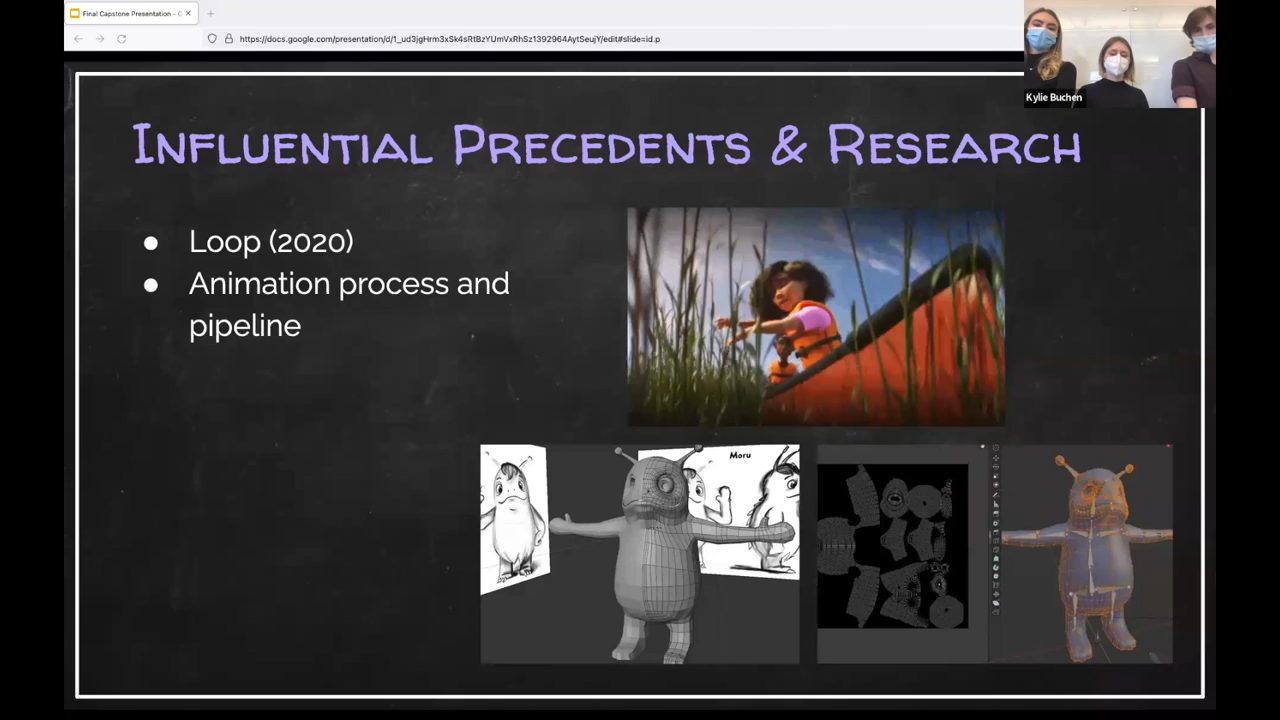 Final Capstone Presentation - G
https://docs.google.com/presentation/d/1_ud3jgHrm3xSk4sRtBzYUmVxRhSz1392964AytSeujY/edit#slide=id.p
Kylie Buchen
Influential Precedents & Research
● Loop (2020)
● Animation process and
pipeline
Moru